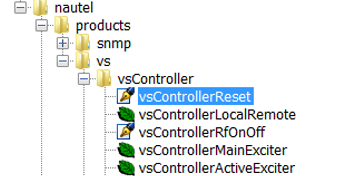 nautel
products
snmp
vs
vsController
vsControllerReset
vsControllerLocalRemote
vsControllerRfOnOff
vsControllerMainExciter
vsControllerActiveExciter